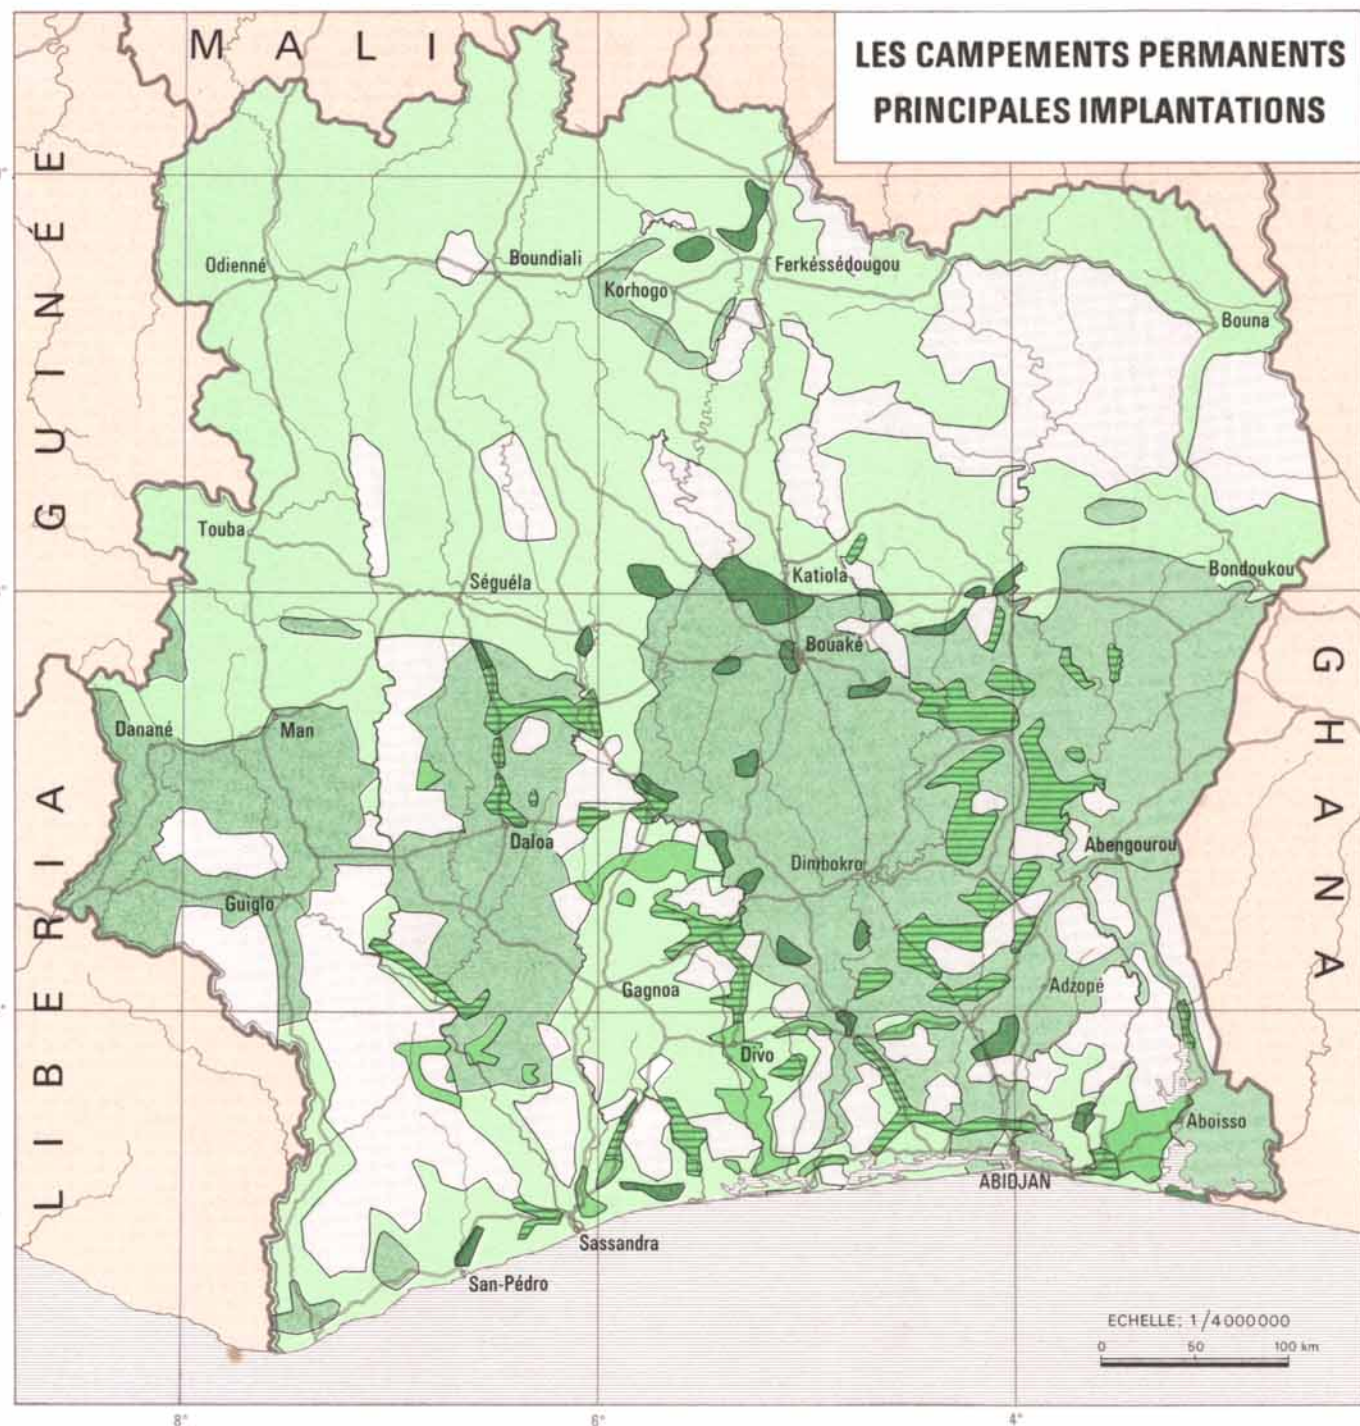 LES CAMPEMENTS PERMANENTS
PRINCIPALES IMPLANTATIONS
MALI
GUINÉE
LIBERIA
GHANA
Odienné
Boundiali
Korhogo
Ferkéssédougou
Bouna
Touba
Séguéla
Katiola
Bondoukou
Bouaké
Danané
Man
Daloa
Dimbokro
Abengourou
Guiglo
Gagnoa
Adzopé
Divo
Aboisso
ABIDJAN
Sassandra
San-Pédro
ECHELLE: 1/4000000
0 50 100 km
8° 6° 4°